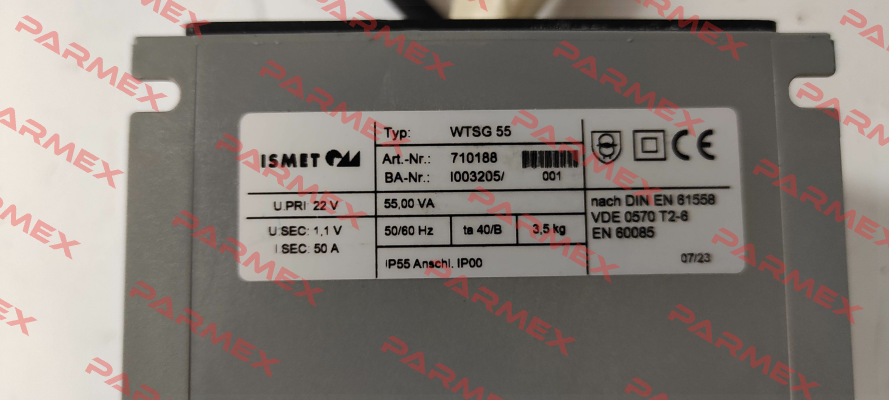 ISMET
Typ: WTSG 55
Art.-Nr.: 710188
BA-Nr.: I003205/ 001
U PRI: 22 V
55,00 VA
U SEC: 1,1 V
I SEC: 50 A
50/60 Hz
ta 40/B
3,5 kg
IP55 Anschl. IP00
CE
nach DIN EN 61558
VDE 0570 T2-6
EN 60085
07/23
PARMEX